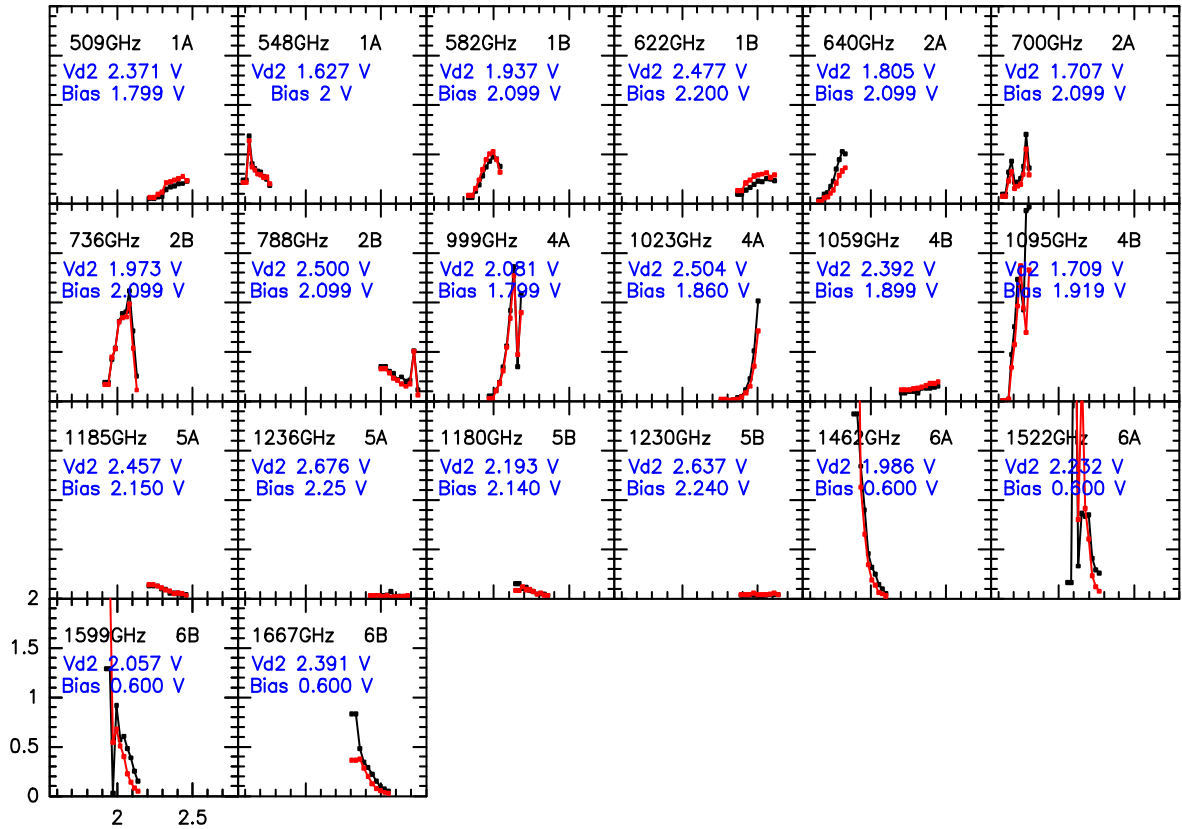 509GHz 1A
Vd2 2.371 V
Bias 1.799 V
548GHz 1A
Vd2 1.627 V
Bias 2 V
582GHz 1B
Vd2 1.937 V
Bias 2.099 V
622GHz 1B
Vd2 2.477 V
Bias 2.200 V
640GHz 2A
Vd2 1.805 V
Bias 2.099 V
700GHz 2A
Vd2 1.707 V
Bias 2.099 V
736GHz 2B
Vd2 1.973 V
Bias 2.099 V
788GHz 2B
Vd2 2.500 V
Bias 2.099 V
999GHz 4A
Vd2 2.081 V
Bias 1.799 V
1023GHz 4A
Vd2 2.504 V
Bias 1.860 V
1059GHz 4B
Vd2 2.392 V
Bias 1.899 V
1095GHz 4B
Vd2 1.709 V
Bias 1.919 V
1185GHz 5A
Vd2 2.457 V
Bias 2.150 V
1236GHz 5A
Vd2 2.676 V
Bias 2.25 V
1180GHz 5B
Vd2 2.193 V
Bias 2.140 V
1230GHz 5B
Vd2 2.637 V
Bias 2.240 V
1462GHz 6A
Vd2 1.986 V
Bias 0.600 V
1522GHz 6A
Vd2 2.232 V
Bias 0.600 V
1599GHz 6B
Vd2 2.057 V
Bias 0.600 V
1667GHz 6B
Vd2 2.391 V
Bias 0.600 V
2
1.5
1
0.5
0
2 2.5